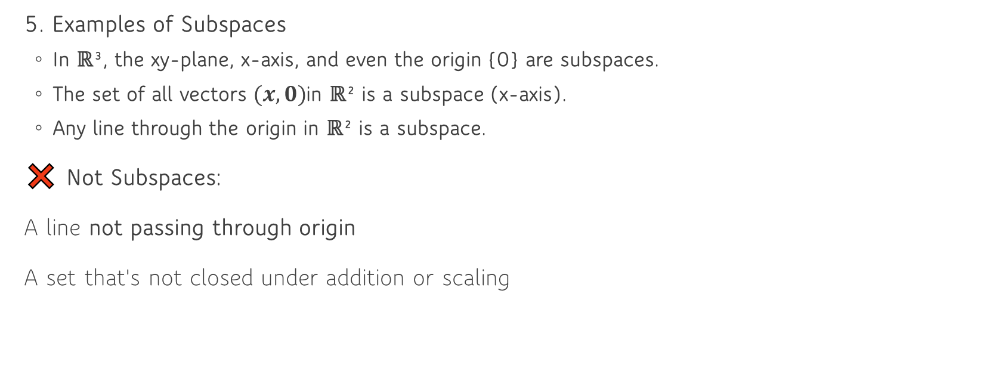 5. Examples of Subspaces
◦ In ℝ³, the xy-plane, x-axis, and even the origin {0} are subspaces.
◦ The set of all vectors (𝒙, 𝟎)in ℝ² is a subspace (x-axis).
◦ Any line through the origin in ℝ² is a subspace.
❌ Not Subspaces:
A line not passing through origin
A set that's not closed under addition or scaling